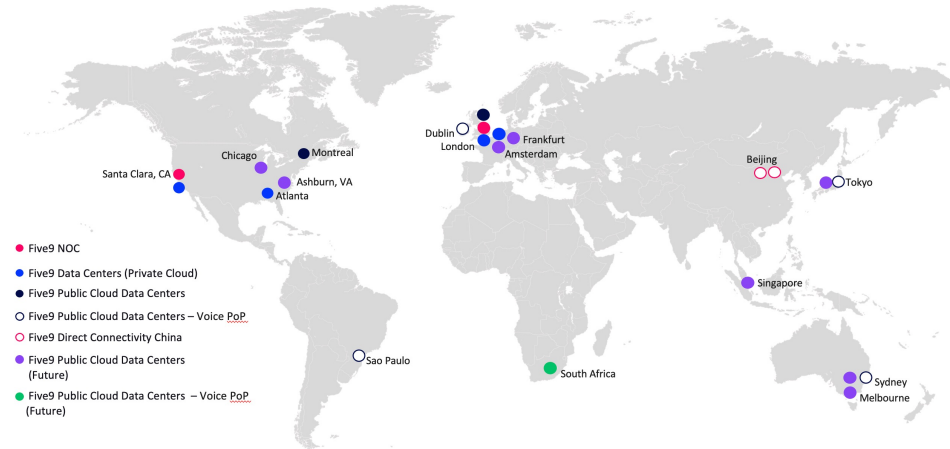 Dublin
London
Frankfurt
Amsterdam
Chicago
Montreal
Santa Clara, CA
Ashburn, VA
Atlanta
Beijing
Tokyo
Singapore
Sao Paulo
South Africa
Sydney
Melbourne
Five9 NOC
Five9 Data Centers (Private Cloud)
Five9 Public Cloud Data Centers
Five9 Public Cloud Data Centers – Voice PoP
Five9 Direct Connectivity China
Five9 Public Cloud Data Centers
(Future)
Five9 Public Cloud Data Centers – Voice PoP
(Future)